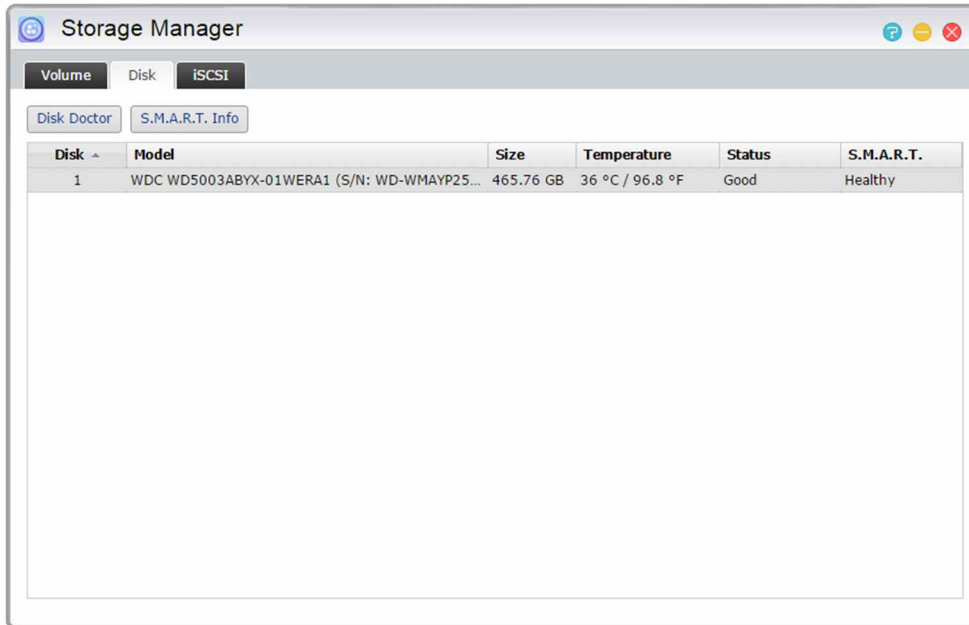 Storage Manager
Volume Disk iSCSI
Disk Doctor S.M.A.R.T. Info
Disk Model Size Temperature Status S.M.A.R.T.
1 WDC WD5003ABYX-01WERA1 (S/N: WD-WMAYP25... 465.76 GB 36 °C / 96.8 °F Good Healthy